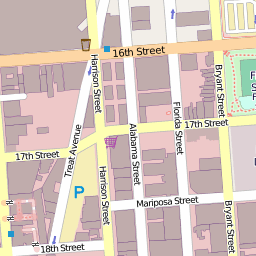 16th Street
Harrison Street
Treat Avenue
Alabama Street
Florida Street
Bryant Street
F
S
F
17th Street
17th Street
P
Harrison Street
Mariposa Street
Bryant Street
18th Street